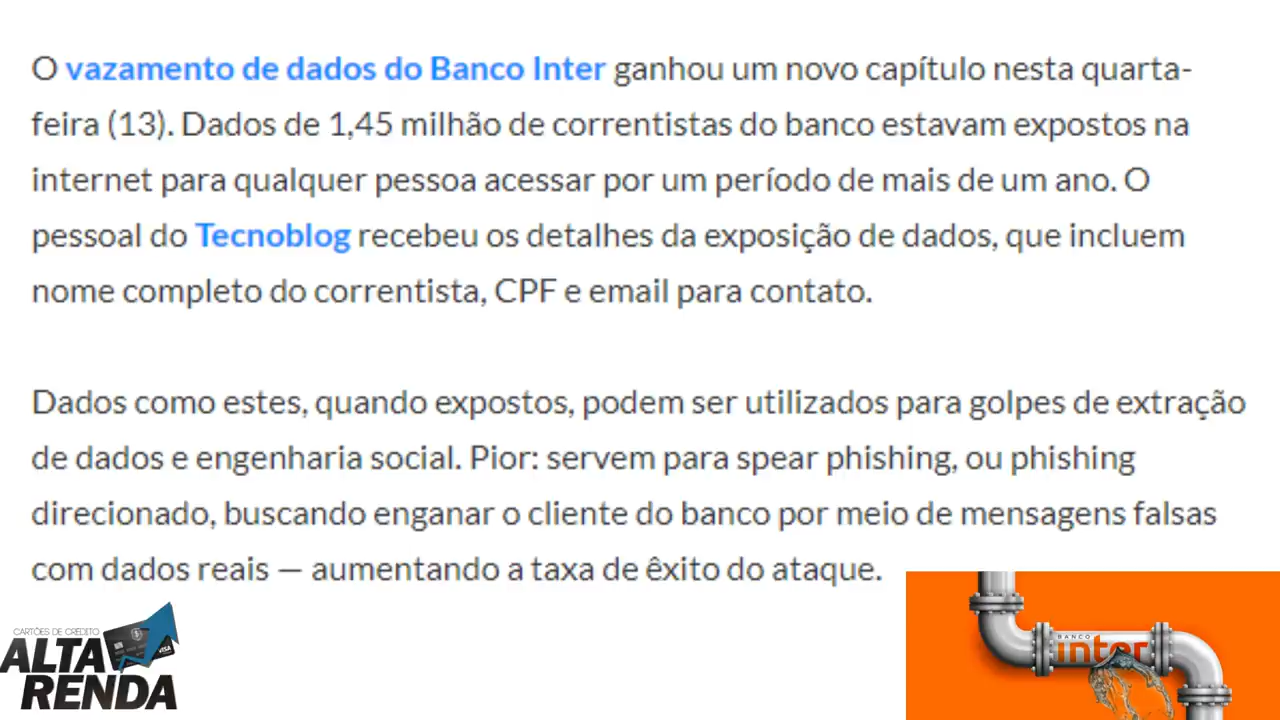 O vazamento de dados do Banco Inter ganhou um novo capítulo nesta quarta-
feira (13). Dados de 1,45 milhão de correntistas do banco estavam expostos na
internet para qualquer pessoa acessar por um período de mais de um ano. O
pessoal do Tecnoblog recebeu os detalhes da exposição de dados, que incluem
nome completo do correntista, CPF e email para contato.
Dados como estes, quando expostos, podem ser utilizados para golpes de extração
de dados e engenharia social. Pior: servem para spear phishing, ou phishing
direcionado, buscando enganar o cliente do banco por meio de mensagens falsas
com dados reais — aumentando a taxa de êxito do ataque.
CARTÕES DE CRÉDITO
ALTA
RENDA
VISA
BANCO
inter